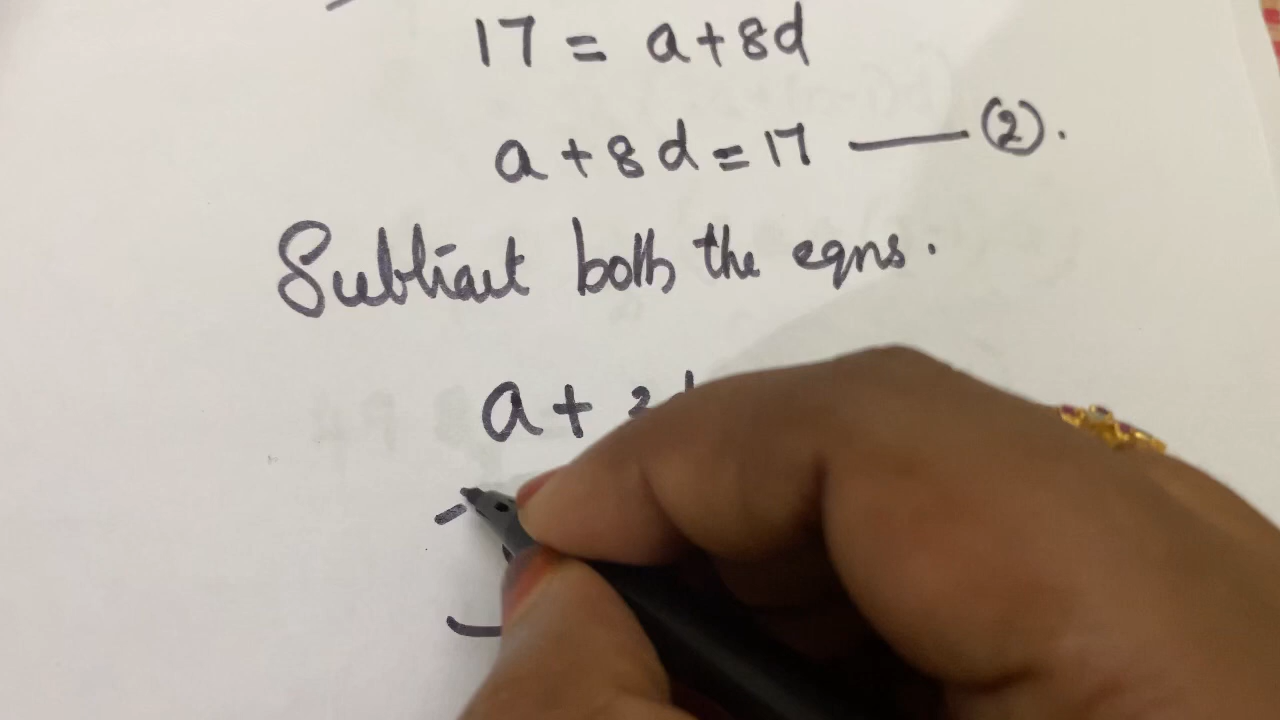 17 = a+8d
a + 8d = 17 —— (2).
Subtract both the eqns.
a +
-